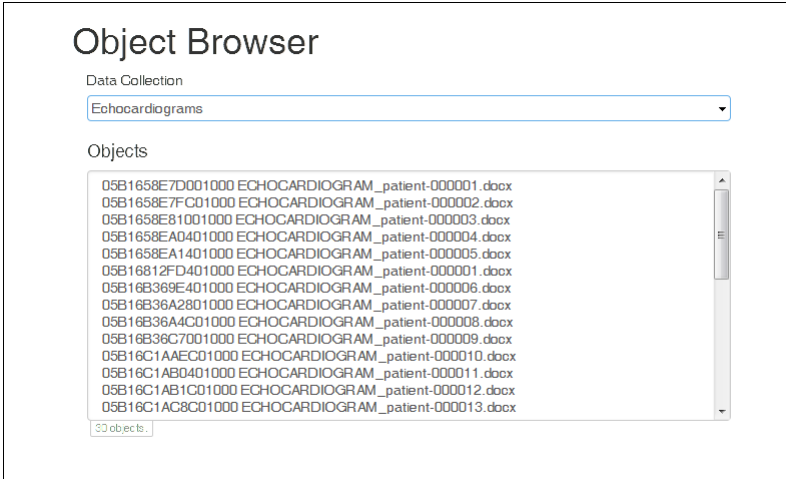 Object Browser
Data Collection
Echocardiograms
Objects
05B1658E7D001000 ECHOCARDIOGRAM_patient-000001.docx
05B1658E7FC01000 ECHOCARDIOGRAM_patient-000002.docx
05B1658E81001000 ECHOCARDIOGRAM_patient-000003.docx
05B1658EA0401000 ECHOCARDIOGRAM_patient-000004.docx
05B1658EA1401000 ECHOCARDIOGRAM_patient-000005.docx
05B16812FD401000 ECHOCARDIOGRAM_patient-000001.docx
05B16B369E401000 ECHOCARDIOGRAM_patient-000006.docx
05B16B36A2801000 ECHOCARDIOGRAM_patient-000007.docx
05B16B36A4C01000 ECHOCARDIOGRAM_patient-000008.docx
05B16B36C7001000 ECHOCARDIOGRAM_patient-000009.docx
05B16C1AAEC01000 ECHOCARDIOGRAM_patient-000010.docx
05B16C1AB0401000 ECHOCARDIOGRAM_patient-000011.docx
05B16C1AB1C01000 ECHOCARDIOGRAM_patient-000012.docx
05B16C1AC8C01000 ECHOCARDIOGRAM_patient-000013.docx
30 objects.